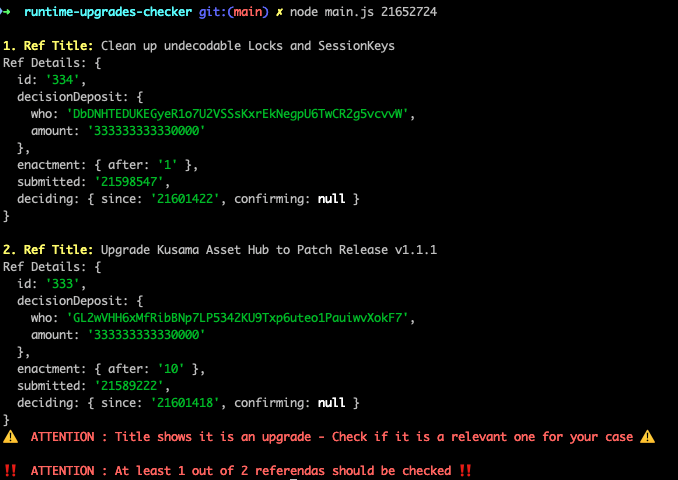 → runtime-upgrades-checker git:(main) ✗ node main.js 21652724
1. Ref Title: Clean up undecodable Locks and SessionKeys
Ref Details: {
  id: '334',
  decisionDeposit: {
    who: 'DbDNHTEDUKEGyeR1o7U2VSSsKxrEkNegpU6TwCR2g5vcvvW',
    amount: '333333333330000'
  },
  enactment: { after: '1' },
  submitted: '21598547',
  deciding: { since: '21601422', confirming: null }
}
2. Ref Title: Upgrade Kusama Asset Hub to Patch Release v1.1.1
Ref Details: {
  id: '333',
  decisionDeposit: {
    who: 'GL2wVHH6xMfRibBNp7LP5342KU9Txp6uteo1PauiwvXokF7',
    amount: '333333333330000'
  },
  enactment: { after: '10' },
  submitted: '21589222',
  deciding: { since: '21601418', confirming: null }
}
⚠️ ATTENTION : Title shows it is an upgrade - Check if it is a relevant one for your case ⚠️
‼️ ATTENTION : At least 1 out of 2 referendas should be checked ‼️